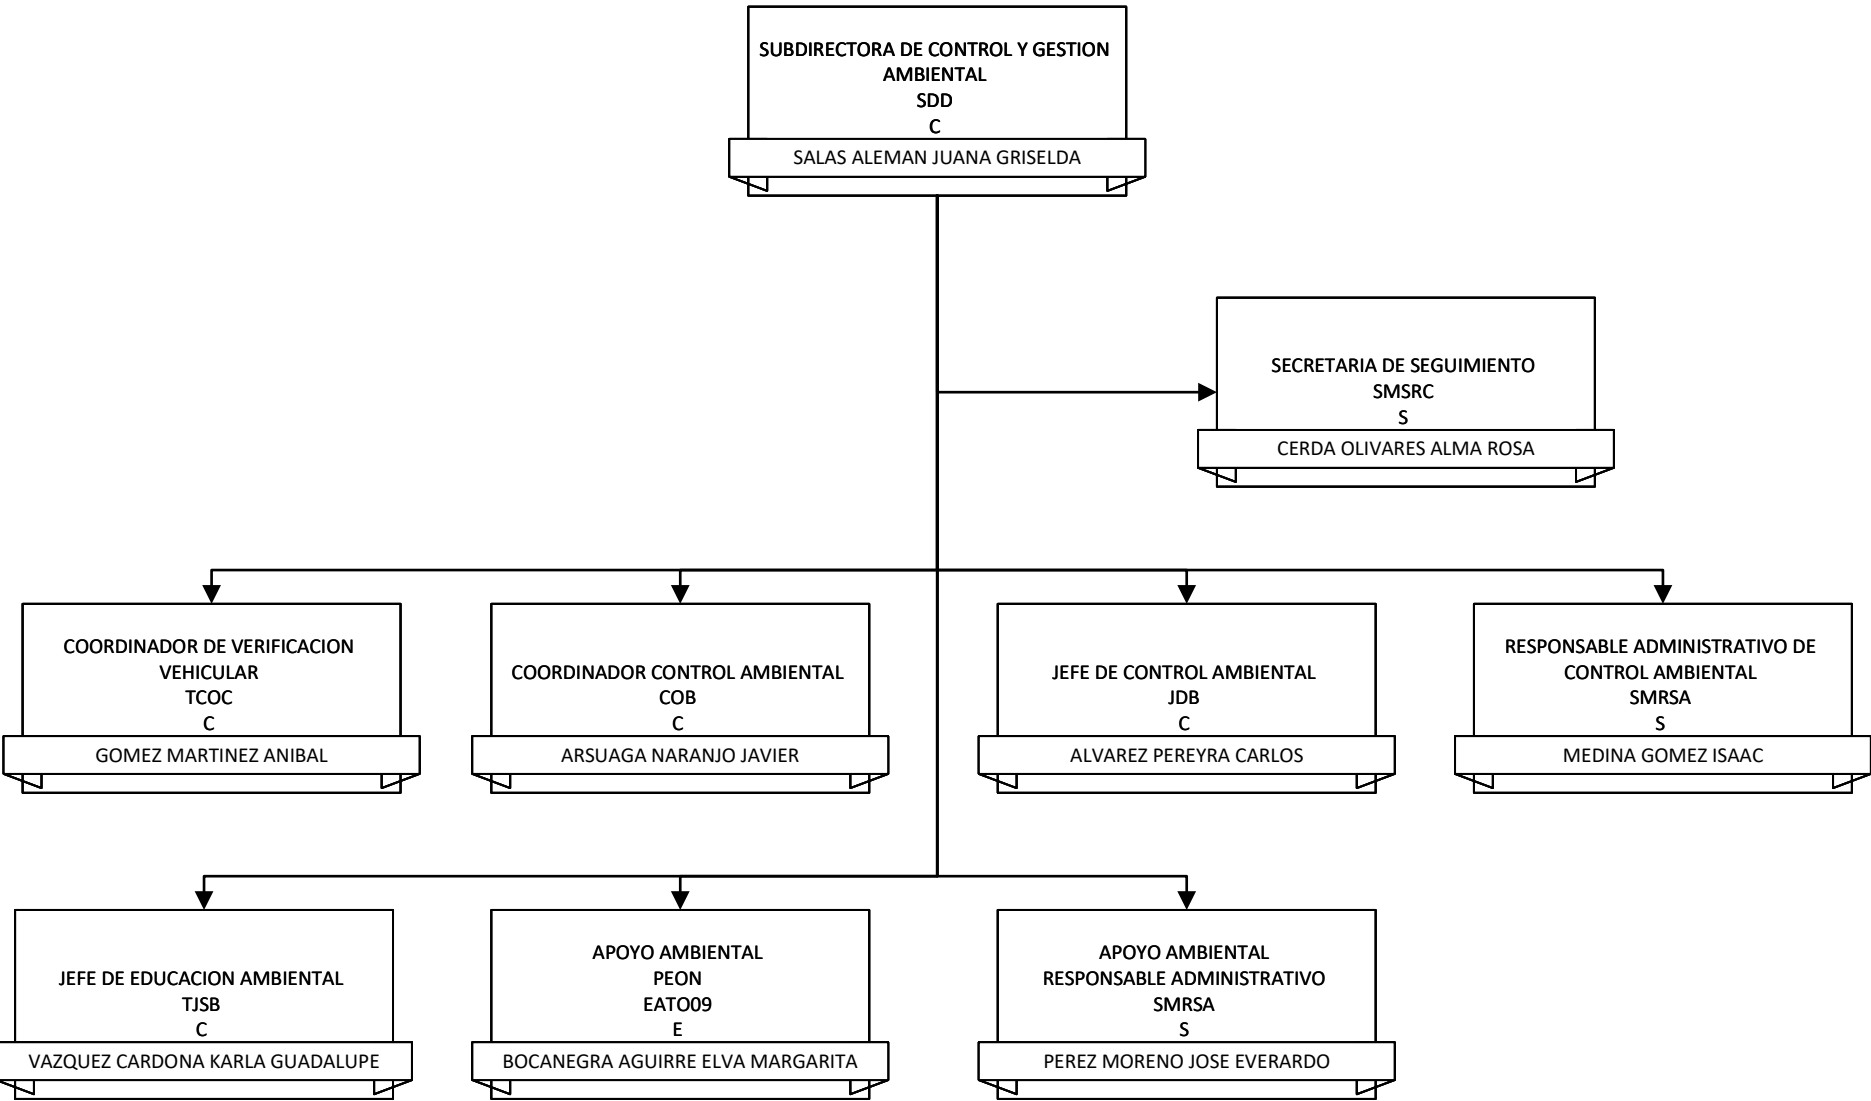 SUBDIRECTORA DE CONTROL Y GESTION
AMBIENTAL
SDD
C
SALAS ALEMAN JUANA GRISELDA
SECRETARIA DE SEGUIMIENTO
SMSRC
S
CERDA OLIVARES ALMA ROSA
COORDINADOR DE VERIFICACION
VEHICULAR
TCOC
C
GOMEZ MARTINEZ ANIBAL
COORDINADOR CONTROL AMBIENTAL
COB
C
ARSUAGA NARANJO JAVIER
JEFE DE CONTROL AMBIENTAL
JDB
C
ALVAREZ PEREYRA CARLOS
RESPONSABLE ADMINISTRATIVO DE
CONTROL AMBIENTAL
SMRSA
S
MEDINA GOMEZ ISAAC
JEFE DE EDUCACION AMBIENTAL
TJSB
C
VAZQUEZ CARDONA KARLA GUADALUPE
APOYO AMBIENTAL
PEON
EATO09
E
BOCANEGRA AGUIRRE ELVA MARGARITA
APOYO AMBIENTAL
RESPONSABLE ADMINISTRATIVO
SMRSA
S
PEREZ MORENO JOSE EVERARDO